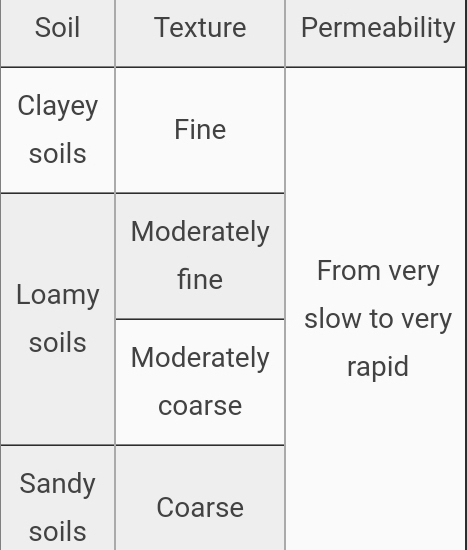 Soil Texture Permeability
Clayey
soils
Fine
Loamy
soils
Moderately
fine
Moderately
coarse
Sandy
soils
Coarse
From very
slow to very
rapid